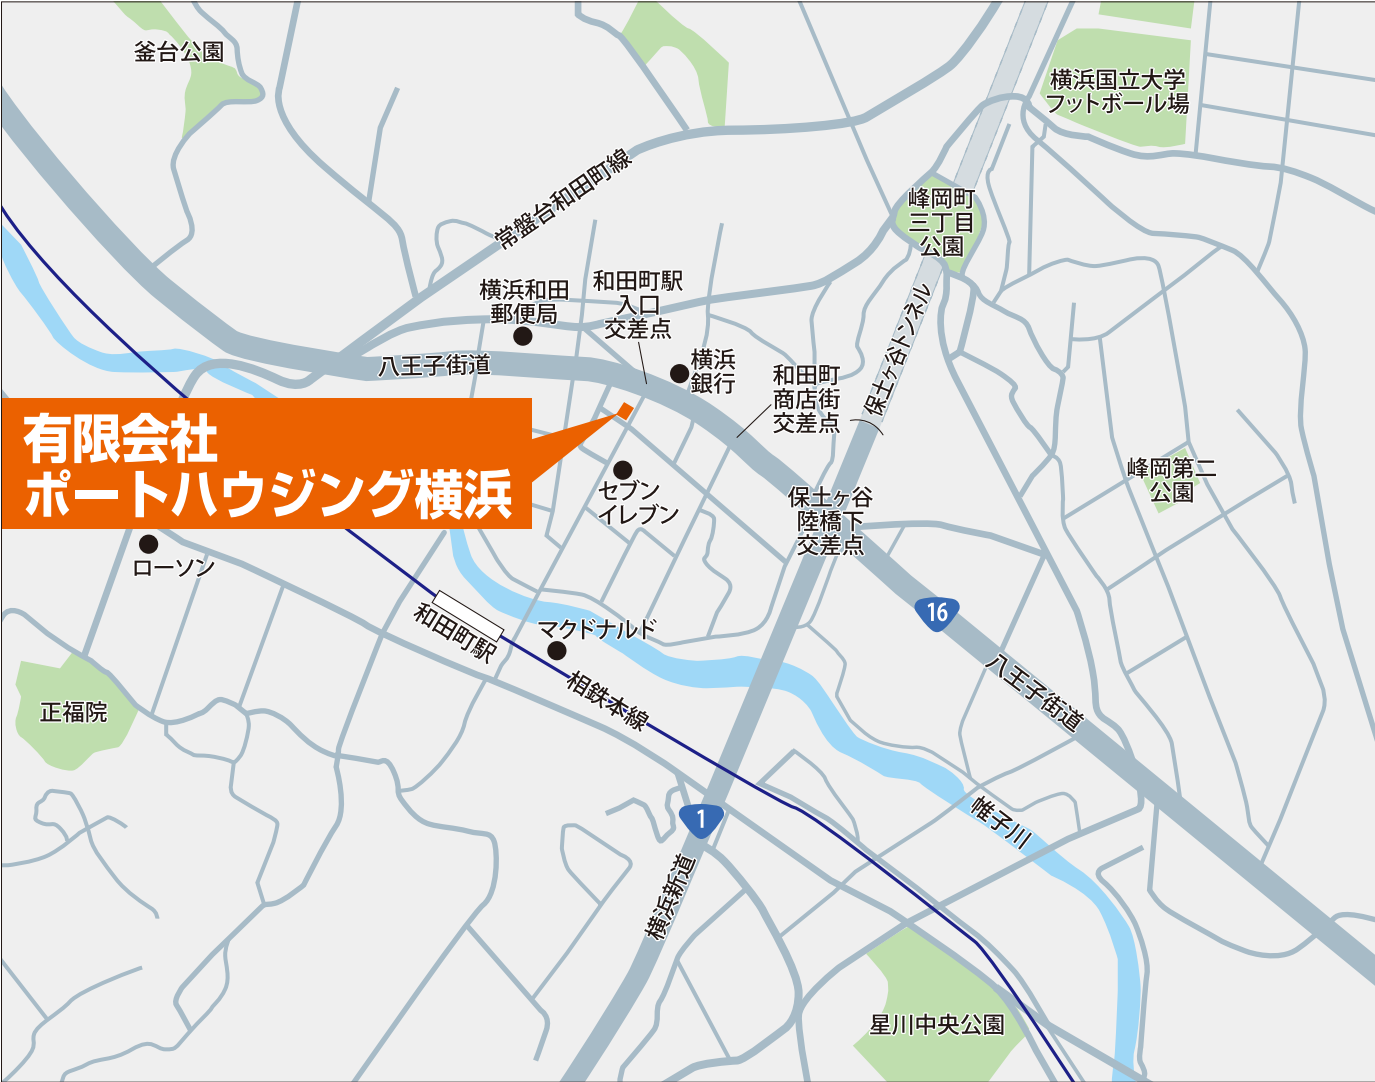 釜台公園
横浜国立大学
フットボール場
常盤台和田町線
峰岡町
三丁目
公園
横浜和田
郵便局
和田町駅
入口
交差点
保土ヶ谷トンネル
八王子街道
横浜
銀行
和田町
商店街
交差点
有限会社
ポートハウジング横浜
セブン
イレブン
峰岡第二
公園
保土ヶ谷
陸橋下
交差点
ローソン
16
和田町駅
マクドナルド
八王子街道
相鉄本線
正福院
1
帷子川
横浜新道
星川中央公園